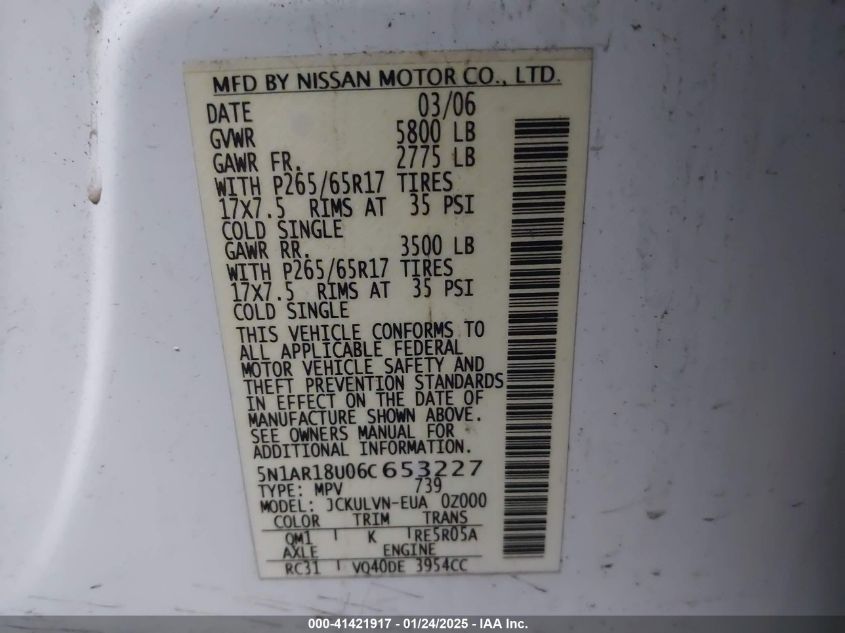 MFD BY NISSAN MOTOR CO., LTD.
DATE 03/06
GVWR 5800 LB
GAWR FR. 2775 LB
WITH P265/65R17 TIRES
17X7.5 RIMS AT 35 PSI
COLD SINGLE
GAWR RR. 3500 LB
WITH P265/65R17 TIRES
17X7.5 RIMS AT 35 PSI
COLD SINGLE
THIS VEHICLE CONFORMS TO
ALL APPLICABLE FEDERAL
MOTOR VEHICLE SAFETY AND
THEFT PREVENTION STANDARDS
IN EFFECT ON THE DATE OF
MANUFACTURE SHOWN ABOVE.
SEE OWNERS MANUAL FOR
ADDITIONAL INFORMATION.
5N1AR18U06C653227
TYPE: MPV 739
MODEL: JCKULVN-EUA 0Z000
COLOR TRIM TRANS
QM1 K RE5R05A
AXLE ENGINE
RC31 VQ40DE 3954CC
000-41421917 - 01/24/2025 - IAA Inc.